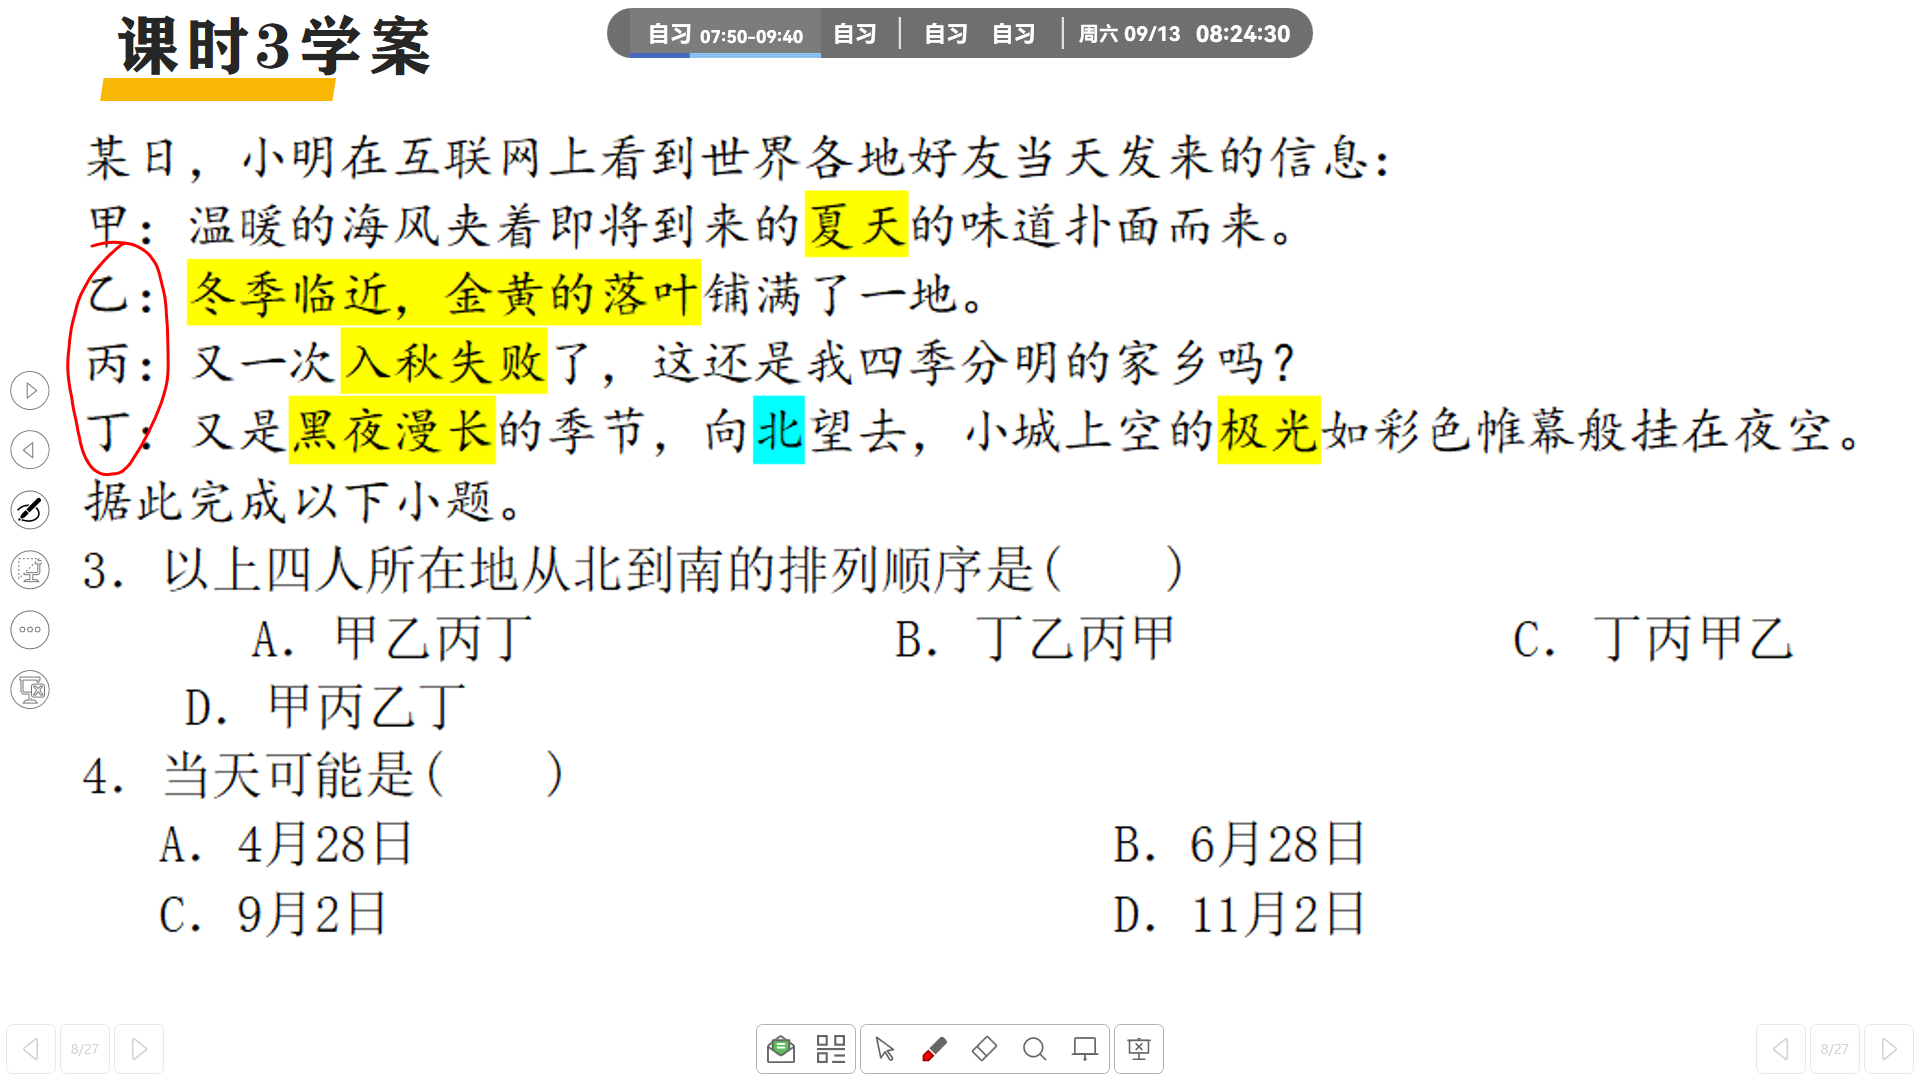 课时3学案
自习 07:50-09:40 自习 自习 自习 周六 09/13 08:24:30
某日，小明在互联网上看到世界各地好友当天发来的信息：
甲：温暖的海风夹着即将到来的夏天的味道扑面而来。
乙：冬季临近，金黄的落叶铺满了一地。
丙：又一次入秋失败了，这还是我四季分明的家乡吗？
丁：又是黑夜漫长的季节，向北望去，小城上空的极光如彩色帷幕般挂在夜空。
据此完成以下小题。
3．以上四人所在地从北到南的排列顺序是(　　)
A．甲乙丙丁 B．丁乙丙甲 C．丁丙甲乙
D．甲丙乙丁
4．当天可能是(　　)
A．4月28日 B．6月28日
C．9月2日 D．11月2日
8/27 8/27